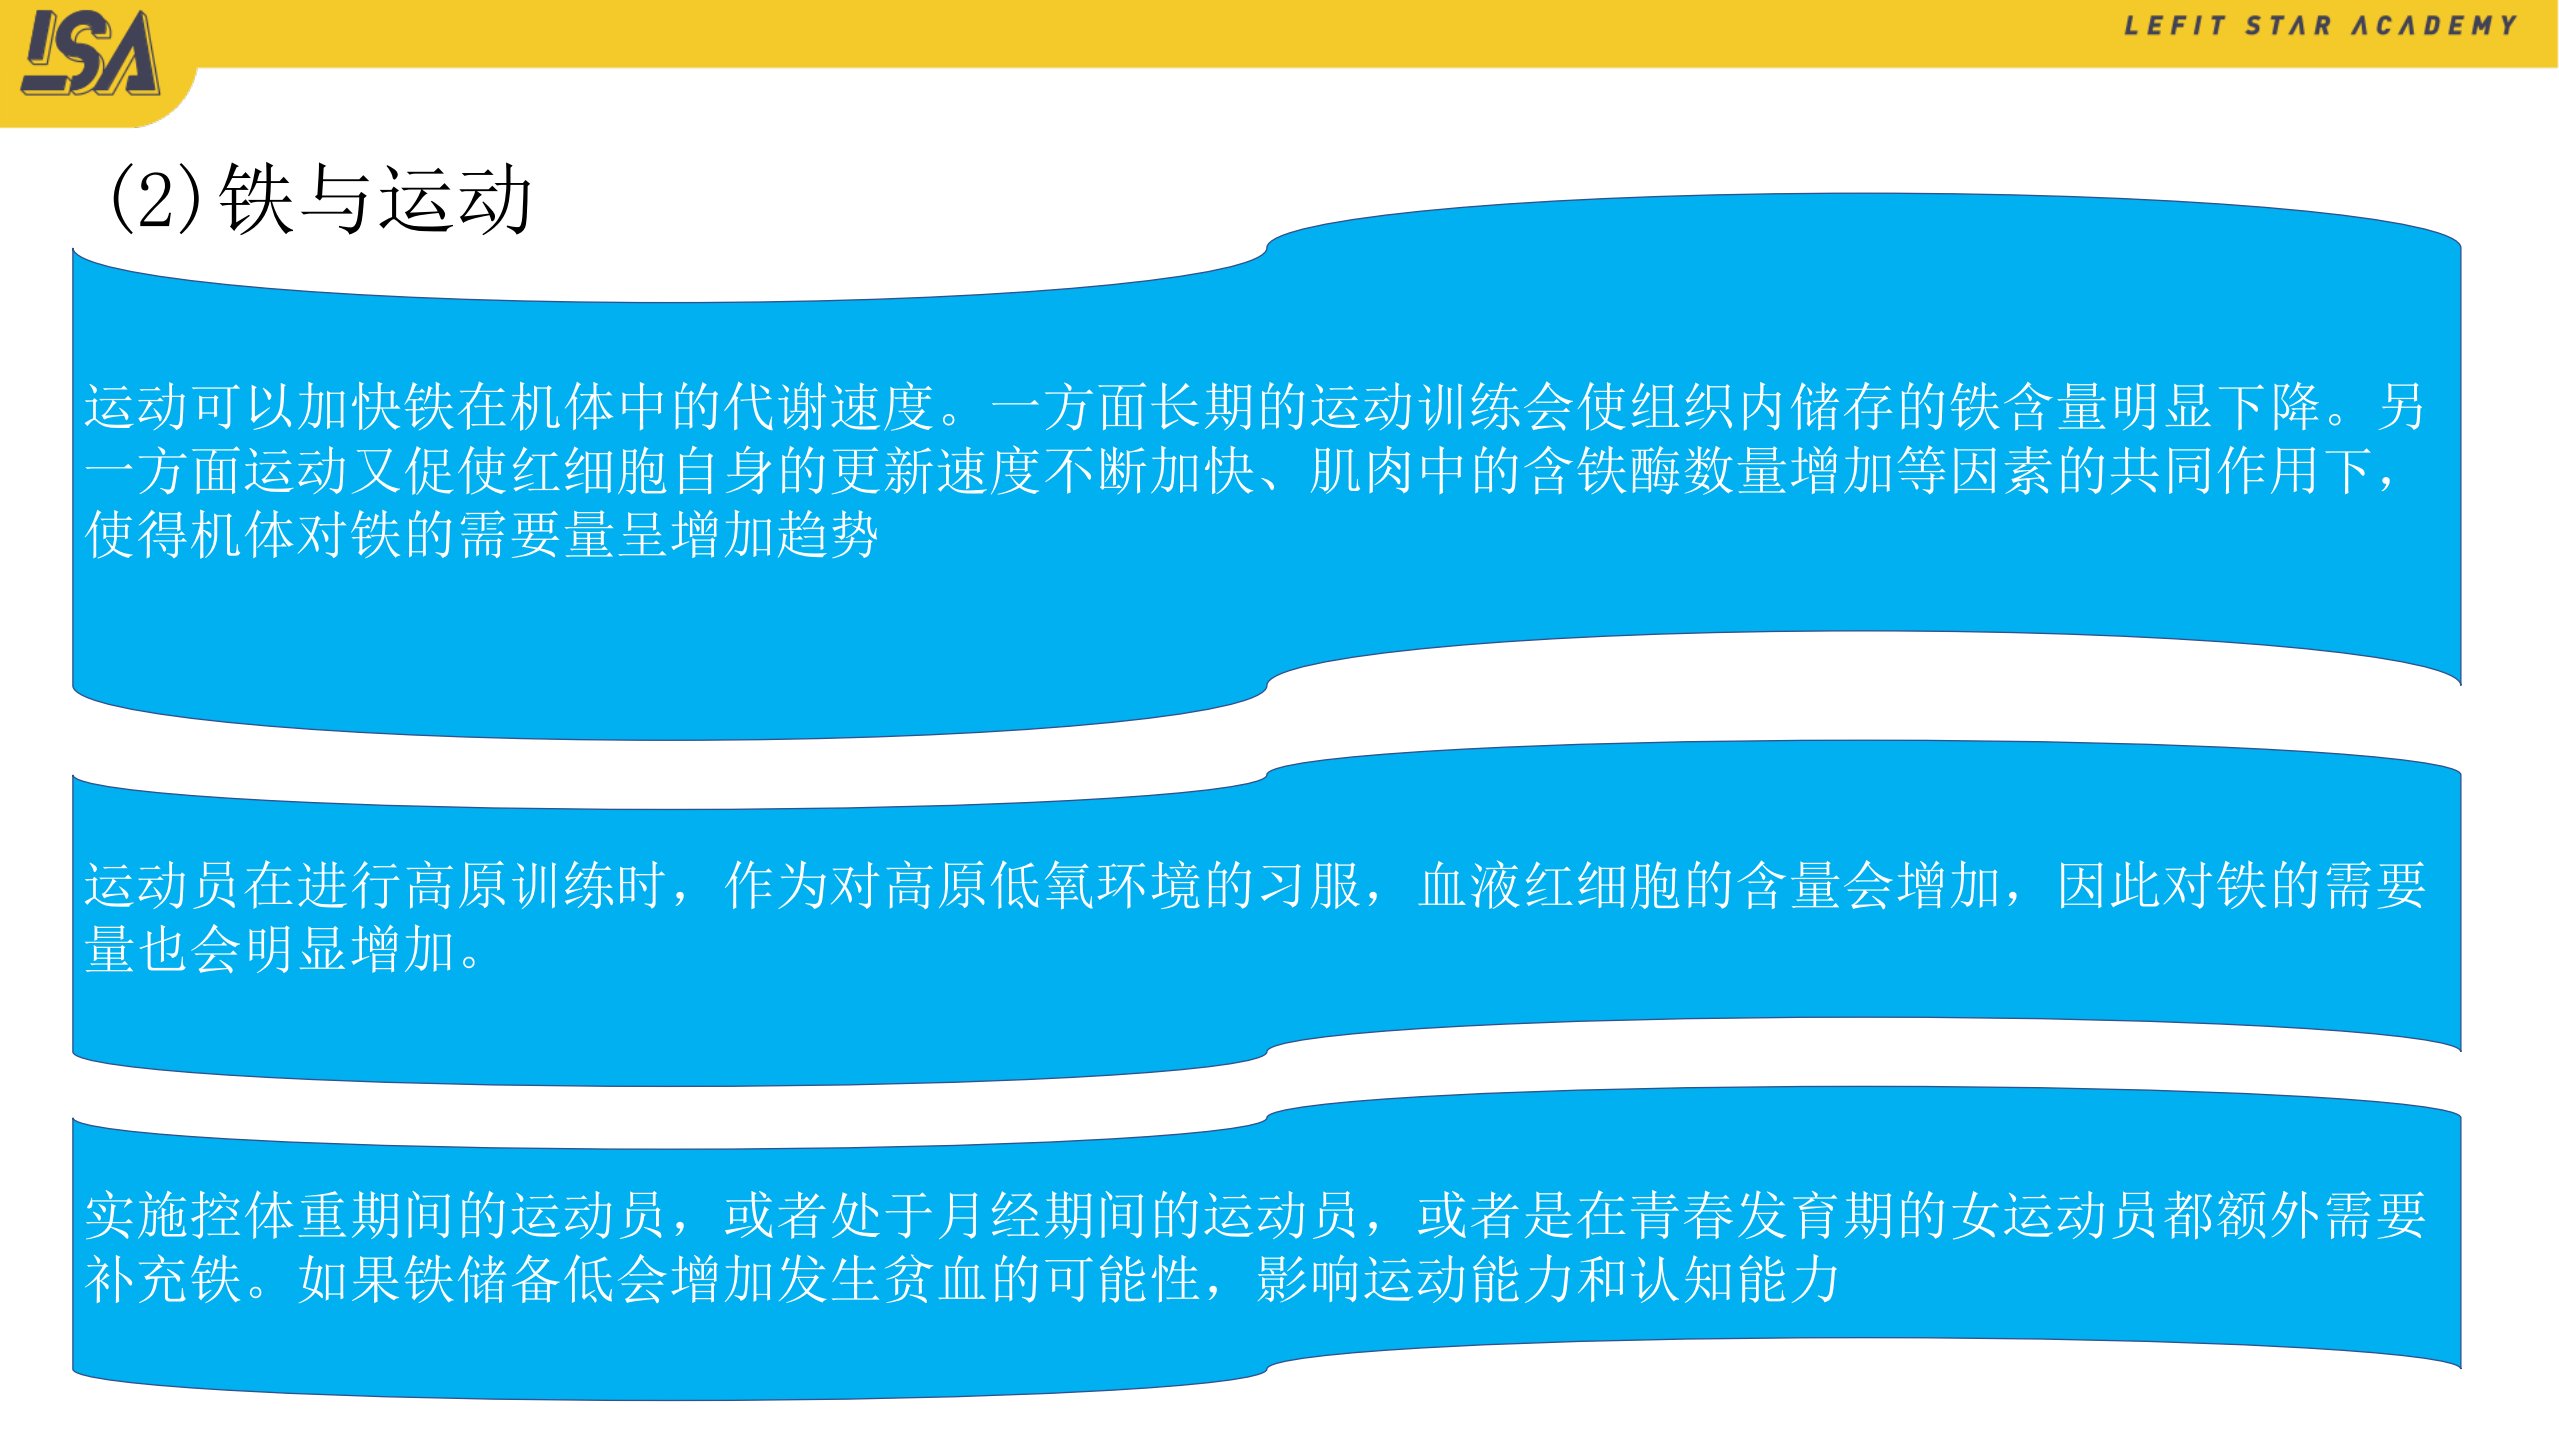 LSA
LEFIT STAR ACADEMY
(2)铁与运动
运动可以加快铁在机体中的代谢速度。一方面长期的运动训练会使组织内储存的铁含量明显下降。另
一方面运动又促使红细胞自身的更新速度不断加快、肌肉中的含铁酶数量增加等因素的共同作用下，
使得机体对铁的需要量呈增加趋势
运动员在进行高原训练时，作为对高原低氧环境的习服，血液红细胞的含量会增加，因此对铁的需要
量也会明显增加。
实施控体重期间的运动员，或者处于月经期间的运动员，或者是在青春发育期的女运动员都额外需要
补充铁。如果铁储备低会增加发生贫血的可能性，影响运动能力和认知能力